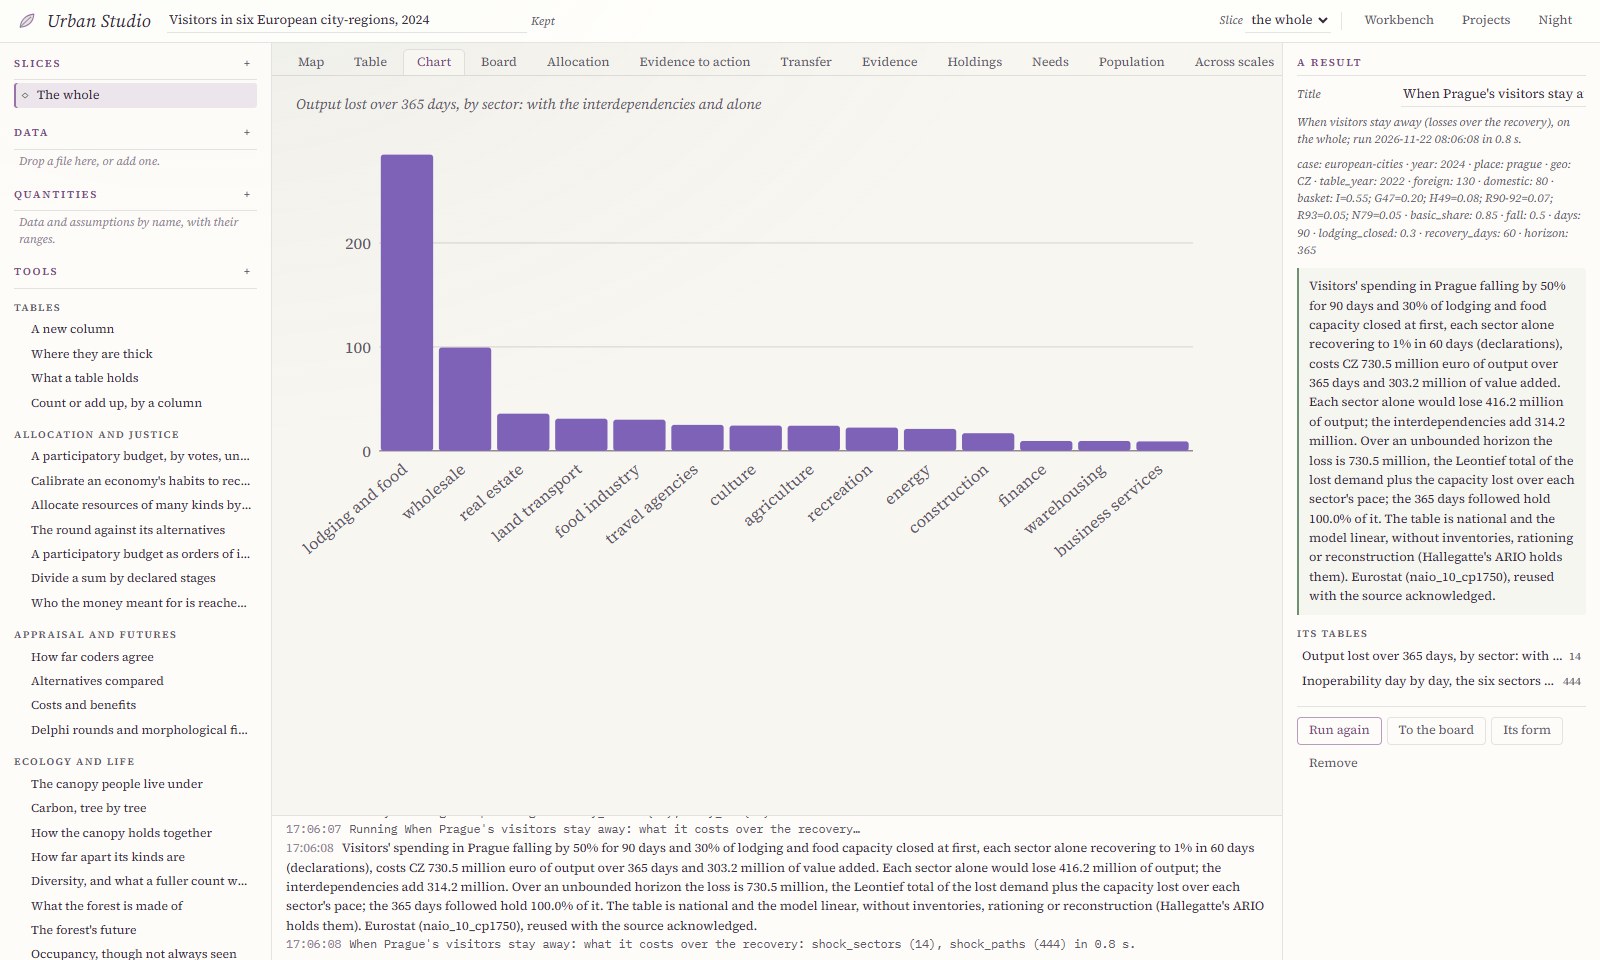 Urban Studio
Visitors in six European city-regions, 2024
Kept
Slice the whole
Workbench
Projects
Night
SLICES +
The whole
DATA +
Drop a file here, or add one.
QUANTITIES +
Data and assumptions by name, with their
ranges.
TOOLS +
TABLES
A new column
Where they are thick
What a table holds
Count or add up, by a column
ALLOCATION AND JUSTICE
A participatory budget, by votes, un...
Calibrate an economy's habits to rec...
Allocate resources of many kinds by...
The round against its alternatives
A participatory budget as orders of i...
Divide a sum by declared stages
Who the money meant for is reache...
APPRAISAL AND FUTURES
How far coders agree
Alternatives compared
Costs and benefits
Delphi rounds and morphological fi...
ECOLOGY AND LIFE
The canopy people live under
Carbon, tree by tree
How the canopy holds together
How far apart its kinds are
Diversity, and what a fuller count w...
What the forest is made of
The forest's future
Occupancy, though not always seen
Map Table Chart Board Allocation Evidence to action Transfer Evidence Holdings Needs Population Across scales
Output lost over 365 days, by sector: with the interdependencies and alone
200
100
0
lodging and food
wholesale
real estate
land transport
food industry
travel agencies
culture
agriculture
recreation
energy
construction
finance
warehousing
business services
17:06:07 Running When Prague's visitors stay away: what it costs over the recovery…
17:06:08 Visitors' spending in Prague falling by 50% for 90 days and 30% of lodging and food capacity closed at first, each sector alone recovering to 1% in 60 days
(declarations), costs CZ 730.5 million euro of output over 365 days and 303.2 million of value added. Each sector alone would lose 416.2 million of output; the
interdependencies add 314.2 million. Over an unbounded horizon the loss is 730.5 million, the Leontief total of the lost demand plus the capacity lost over each
sector's pace; the 365 days followed hold 100.0% of it. The table is national and the model linear, without inventories, rationing or reconstruction (Hallegatte's ARIO
holds them). Eurostat (naio_10_cp1750), reused with the source acknowledged.
17:06:08 When Prague's visitors stay away: what it costs over the recovery: shock_sectors (14), shock_paths (444) in 0.8 s.
A RESULT
Title When Prague's visitors stay a
When visitors stay away (losses over the recovery), on
the whole; run 2026-11-22 08:06:08 in 0.8 s.
case: european-cities · year: 2024 · place: prague · geo:
CZ · table_year: 2022 · foreign: 130 · domestic: 80 ·
basket: I=0.55; G47=0.20; H49=0.08; R90-92=0.07;
R93=0.05; N79=0.05 · basic_share: 0.85 · fall: 0.5 · days:
90 · lodging_closed: 0.3 · recovery_days: 60 · horizon:
365
Visitors' spending in Prague falling by 50%
for 90 days and 30% of lodging and food
capacity closed at first, each sector alone
recovering to 1% in 60 days (declarations),
costs CZ 730.5 million euro of output over
365 days and 303.2 million of value added.
Each sector alone would lose 416.2 million
of output; the interdependencies add 314.2
million. Over an unbounded horizon the
loss is 730.5 million, the Leontief total of the
lost demand plus the capacity lost over each
sector's pace; the 365 days followed hold
100.0% of it. The table is national and the
model linear, without inventories, rationing
or reconstruction (Hallegatte's ARIO holds
them). Eurostat (naio_10_cp1750), reused
with the source acknowledged.
ITS TABLES
Output lost over 365 days, by sector: with ... 14
Inoperability day by day, the six sectors ... 444
Run again
To the board
Its form
Remove